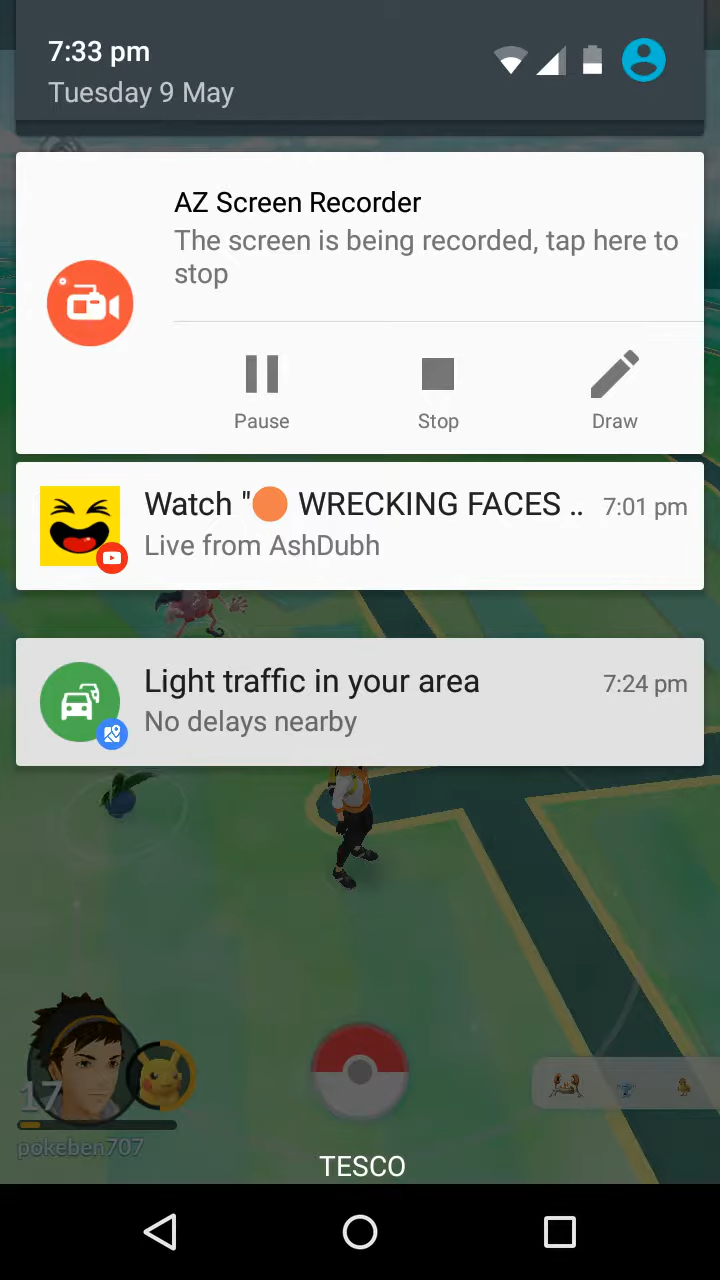 7:33 pm
Tuesday 9 May
AZ Screen Recorder
The screen is being recorded, tap here to
stop
Pause
Stop
Draw
Watch "🟠 WRECKING FACES ..
7:01 pm
Live from AshDubh
Light traffic in your area
7:24 pm
No delays nearby
17
pokeben707
TESCO